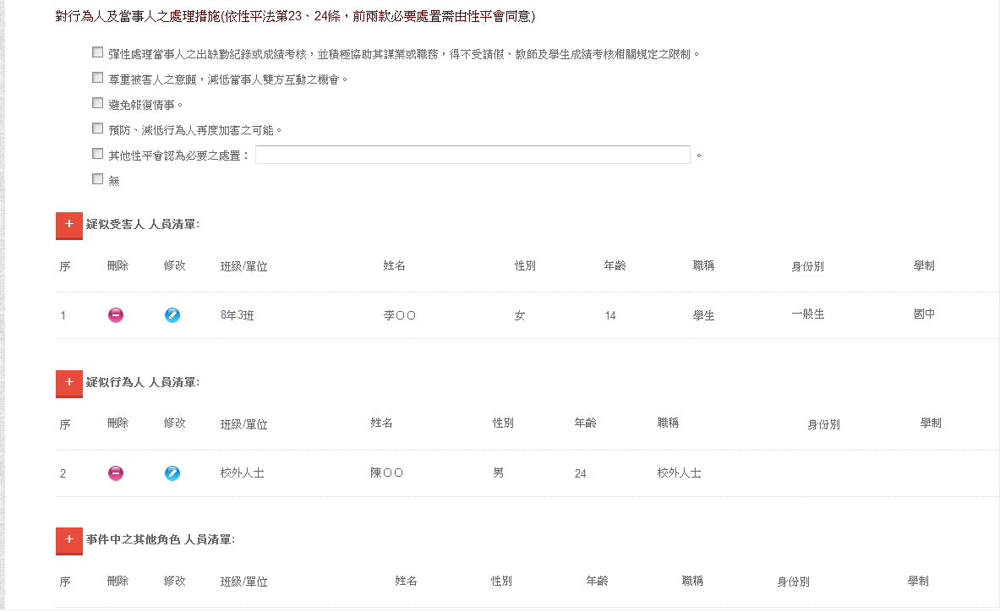 對行為人及當事人之處理措施(依性平法第23、24條，前兩款必要處置需由性平會同意)
彈性處理當事人之出缺勤紀錄或成績考核，並積極協助其課業或職務，得不受請假、教師及學生成績考核相關規定之限制。
尊重被害人之意願，減低當事人雙方互動之機會。
避免報復情事。
預防、減低行為人再度加害之可能。
其他性平會認為必要之處置： 。
無
+ 疑似受害人 人員清單:
序 刪除 修改 班級/單位 姓名 性別 年齡 職稱 身份別 學制
1 8年3班 李○○ 女 14 學生 一般生 國中
+ 疑似行為人 人員清單:
序 刪除 修改 班級/單位 姓名 性別 年齡 職稱 身份別 學制
2 校外人士 陳○○ 男 24 校外人士
+ 事件中之其他角色 人員清單:
序 刪除 修改 班級/單位 姓名 性別 年齡 職稱 身份別 學制